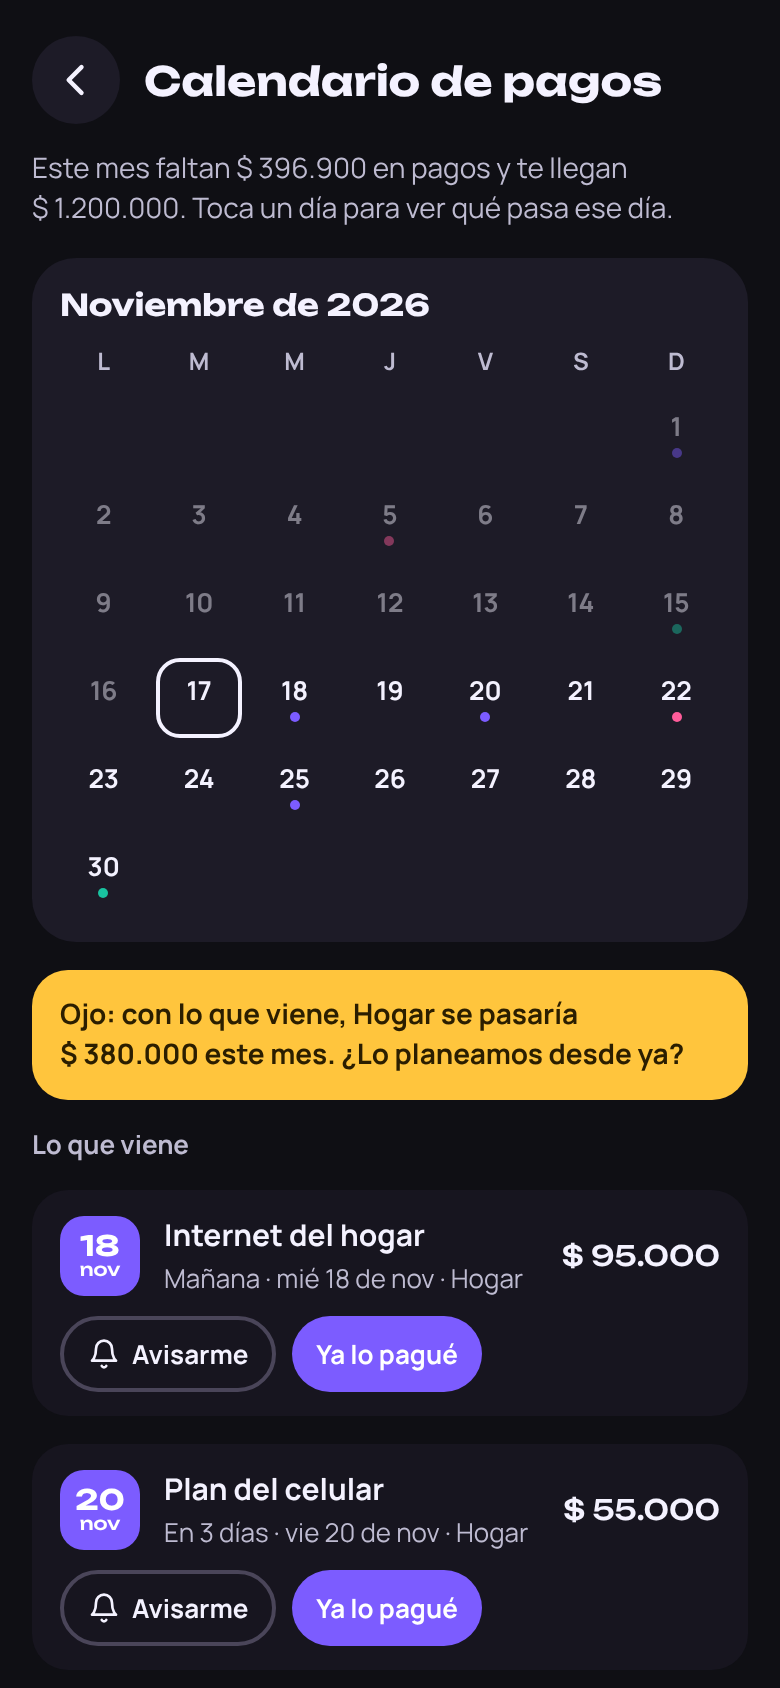 Calendario de pagos
Este mes faltan $ 396.900 en pagos y te llegan
$ 1.200.000. Toca un día para ver qué pasa ese día.
Noviembre de 2026
L M M J V S D
1
2 3 4 5 6 7 8
9 10 11 12 13 14 15
16 17 18 19 20 21 22
23 24 25 26 27 28 29
30
Ojo: con lo que viene, Hogar se pasaría
$ 380.000 este mes. ¿Lo planeamos desde ya?
Lo que viene
18 nov
Internet del hogar
Mañana · mié 18 de nov · Hogar
$ 95.000
Avisarme
Ya lo pagué
20 nov
Plan del celular
En 3 días · vie 20 de nov · Hogar
$ 55.000
Avisarme
Ya lo pagué